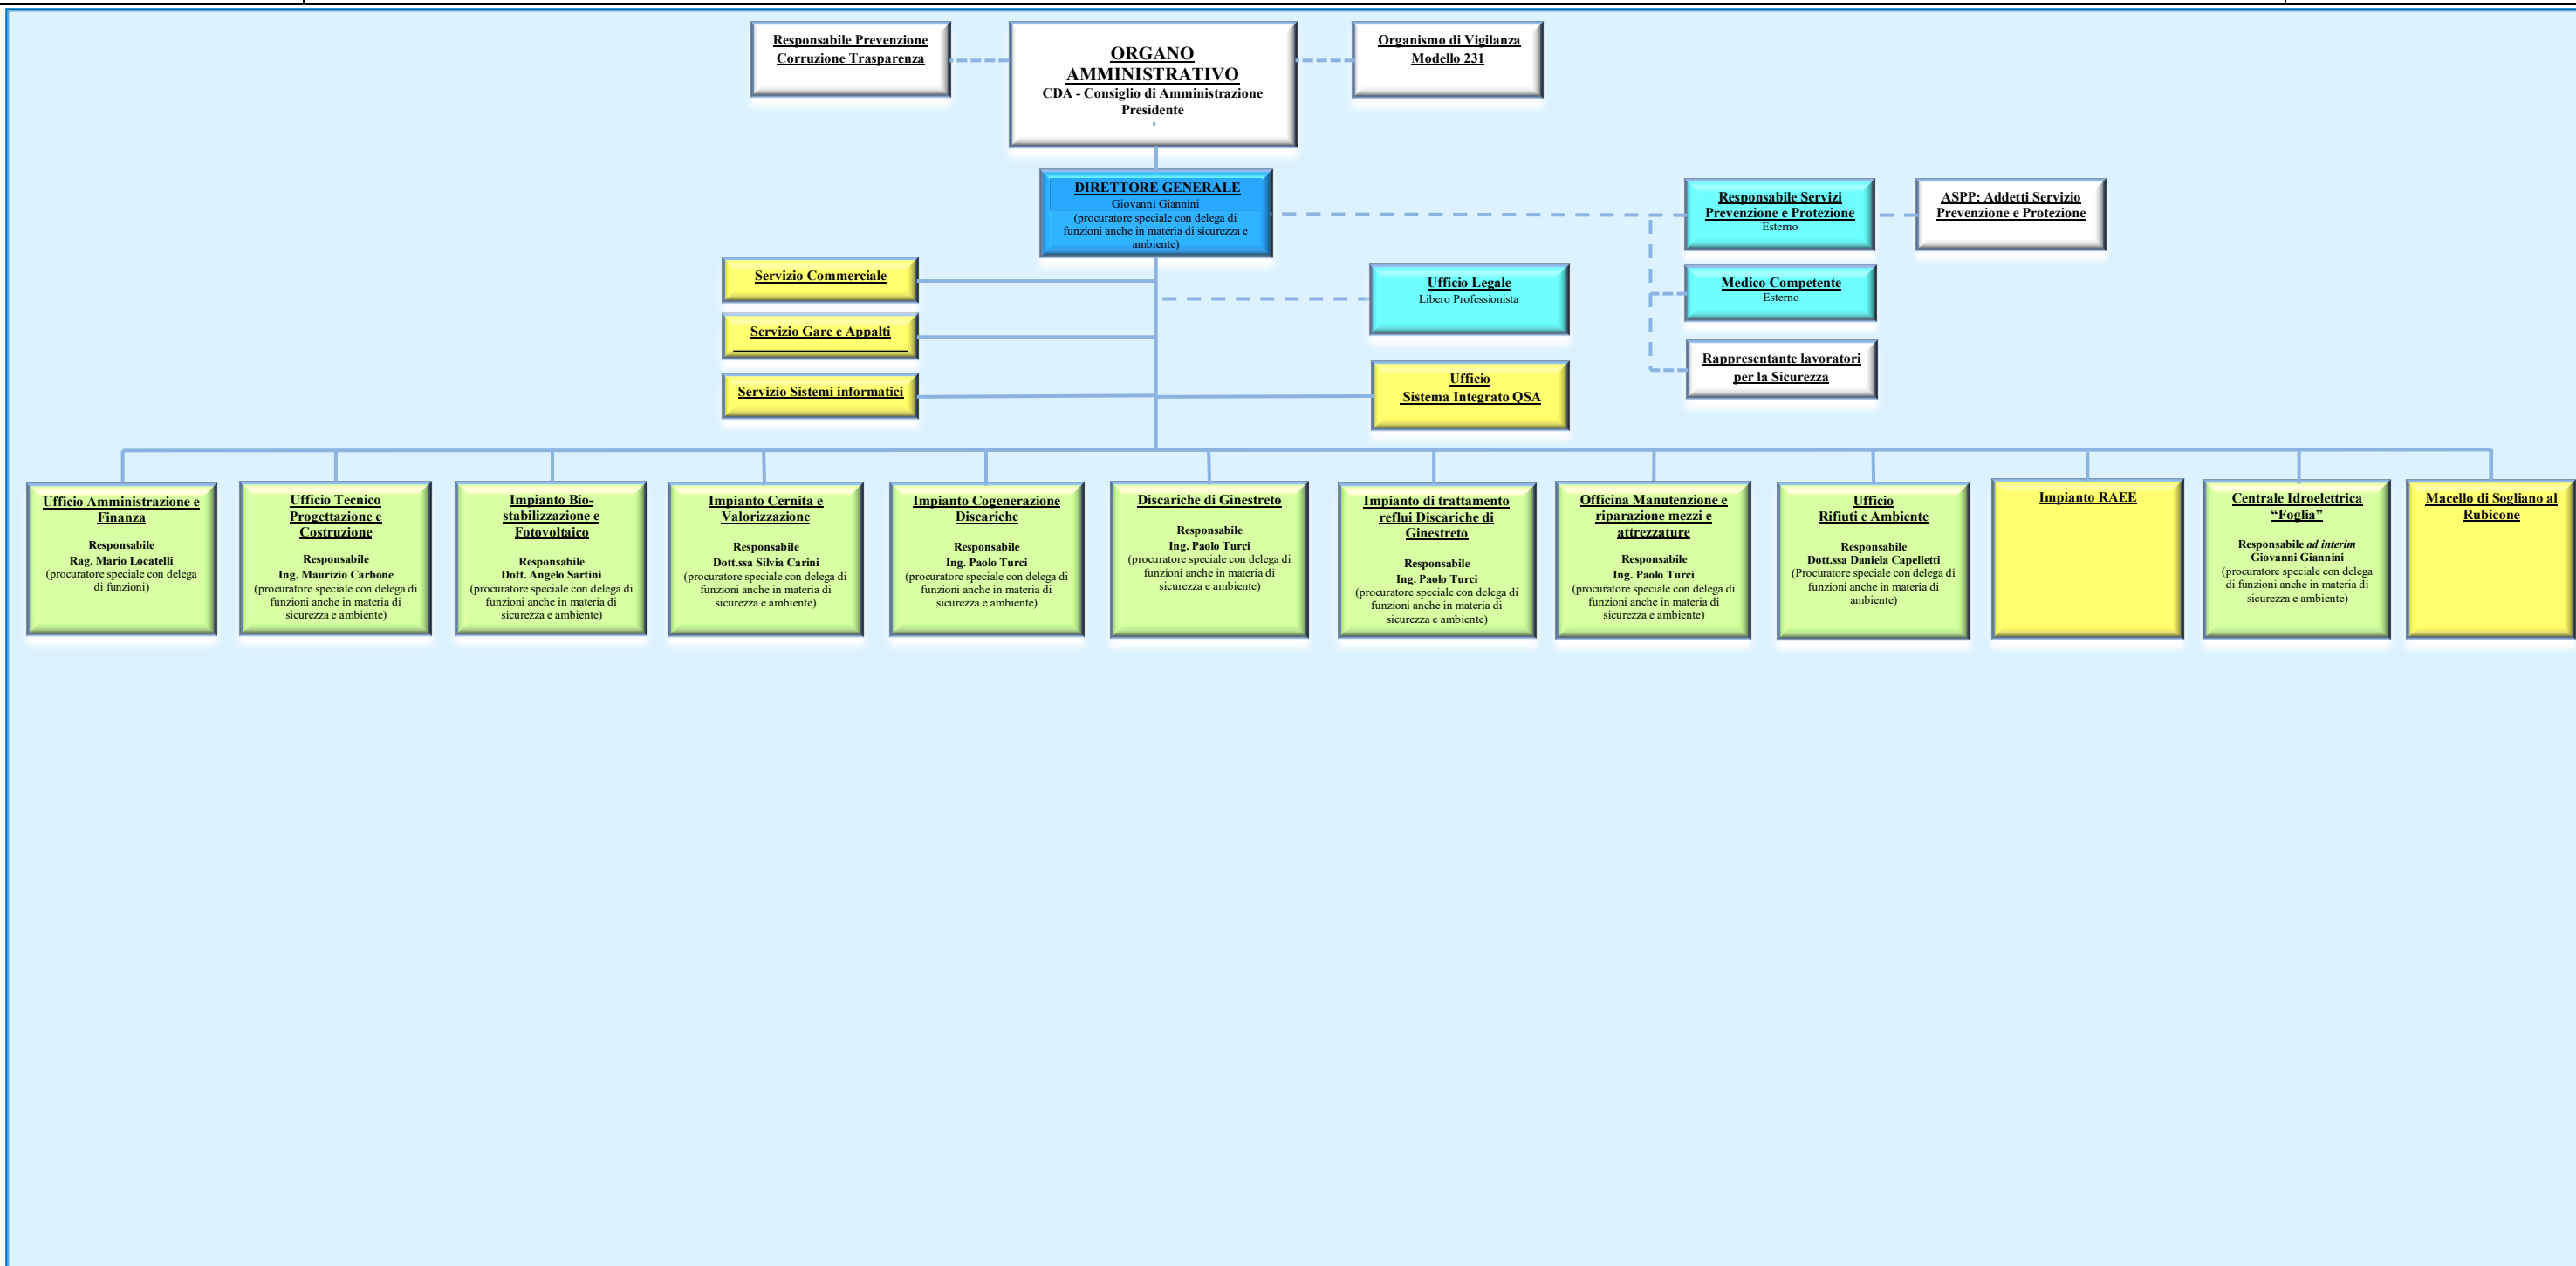 Responsabile Prevenzione
Corruzione Trasparenza
ORGANO
AMMINISTRATIVO
CDA - Consiglio di Amministrazione
Presidente
Organismo di Vigilanza
Modello 231
DIRETTORE GENERALE
Giovanni Giannini
(procuratore speciale con delega di
funzioni anche in materia di sicurezza e
ambiente)
Responsabile Servizi
Prevenzione e Protezione
Esterno
ASPP: Addetti Servizio
Prevenzione e Protezione
Servizio Commerciale
Ufficio Legale
Libero Professionista
Medico Competente
Esterno
Servizio Gare e Appalti
Rappresentante lavoratori
per la Sicurezza
Servizio Sistemi informatici
Ufficio
Sistema Integrato QSA
Ufficio Amministrazione e
Finanza
Responsabile
Rag. Mario Locatelli
(procuratore speciale con delega
di funzioni)
Ufficio Tecnico
Progettazione e
Costruzione
Responsabile
Ing. Maurizio Carbone
(procuratore speciale con delega di
funzioni anche in materia di
sicurezza e ambiente)
Impianto Bio-
stabilizzazione e
Fotovoltaico
Responsabile
Dott. Angelo Sartini
(procuratore speciale con delega di
funzioni anche in materia di
sicurezza e ambiente)
Impianto Cernita e
Valorizzazione
Responsabile
Dott.ssa Silvia Carini
(procuratore speciale con delega di
funzioni anche in materia di
sicurezza e ambiente)
Impianto Cogenerazione
Discariche
Responsabile
Ing. Paolo Turci
(procuratore speciale con delega di
funzioni anche in materia di
sicurezza e ambiente)
Discariche di Ginestreto
Responsabile
Ing. Paolo Turci
(procuratore speciale con delega di
funzioni anche in materia di
sicurezza e ambiente)
Impianto di trattamento
reflui Discariche di
Ginestreto
Responsabile
Ing. Paolo Turci
(procuratore speciale con delega di
funzioni anche in materia di
sicurezza e ambiente)
Officina Manutenzione e
riparazione mezzi e
attrezzature
Responsabile
Ing. Paolo Turci
(procuratore speciale con delega di
funzioni anche in materia di
sicurezza e ambiente)
Ufficio
Rifiuti e Ambiente
Responsabile
Dott.ssa Daniela Capelletti
(Procuratore speciale con delega di
funzioni anche in materia di
ambiente)
Impianto RAEE
Centrale Idroelettrica
“Foglia”
Responsabile ad interim
Giovanni Giannini
(procuratore speciale con delega
di funzioni anche in materia di
sicurezza e ambiente)
Macello di Sogliano al
Rubicone